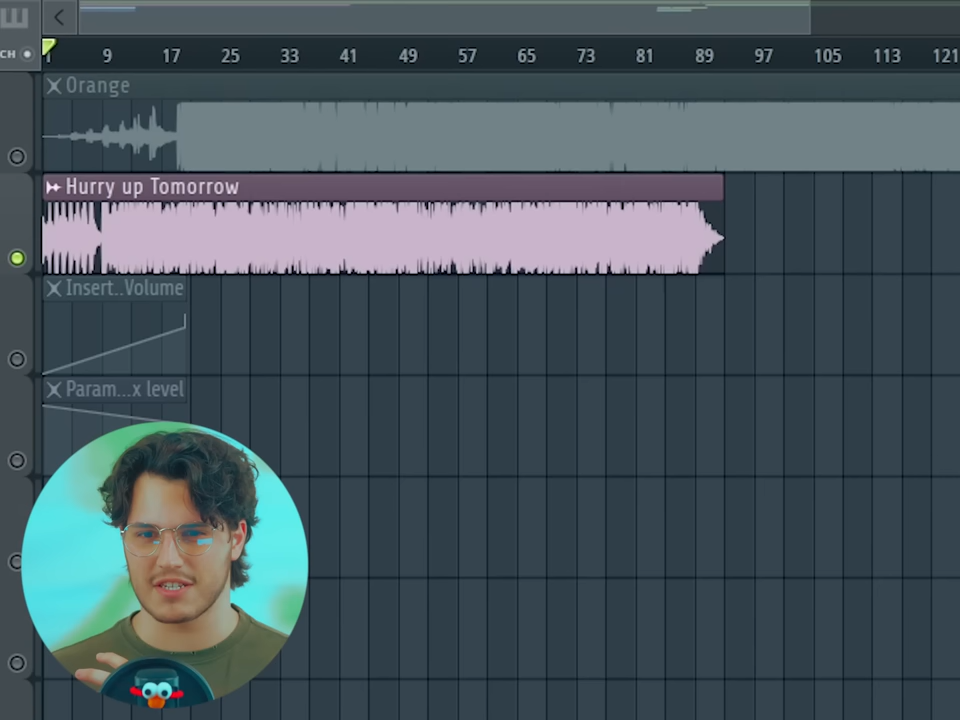 CH
1 9 17 25 33 41 49 57 65 73 81 89 97 105 113 121
Orange
Hurry up Tomorrow
Insert..Volume
Param...x level